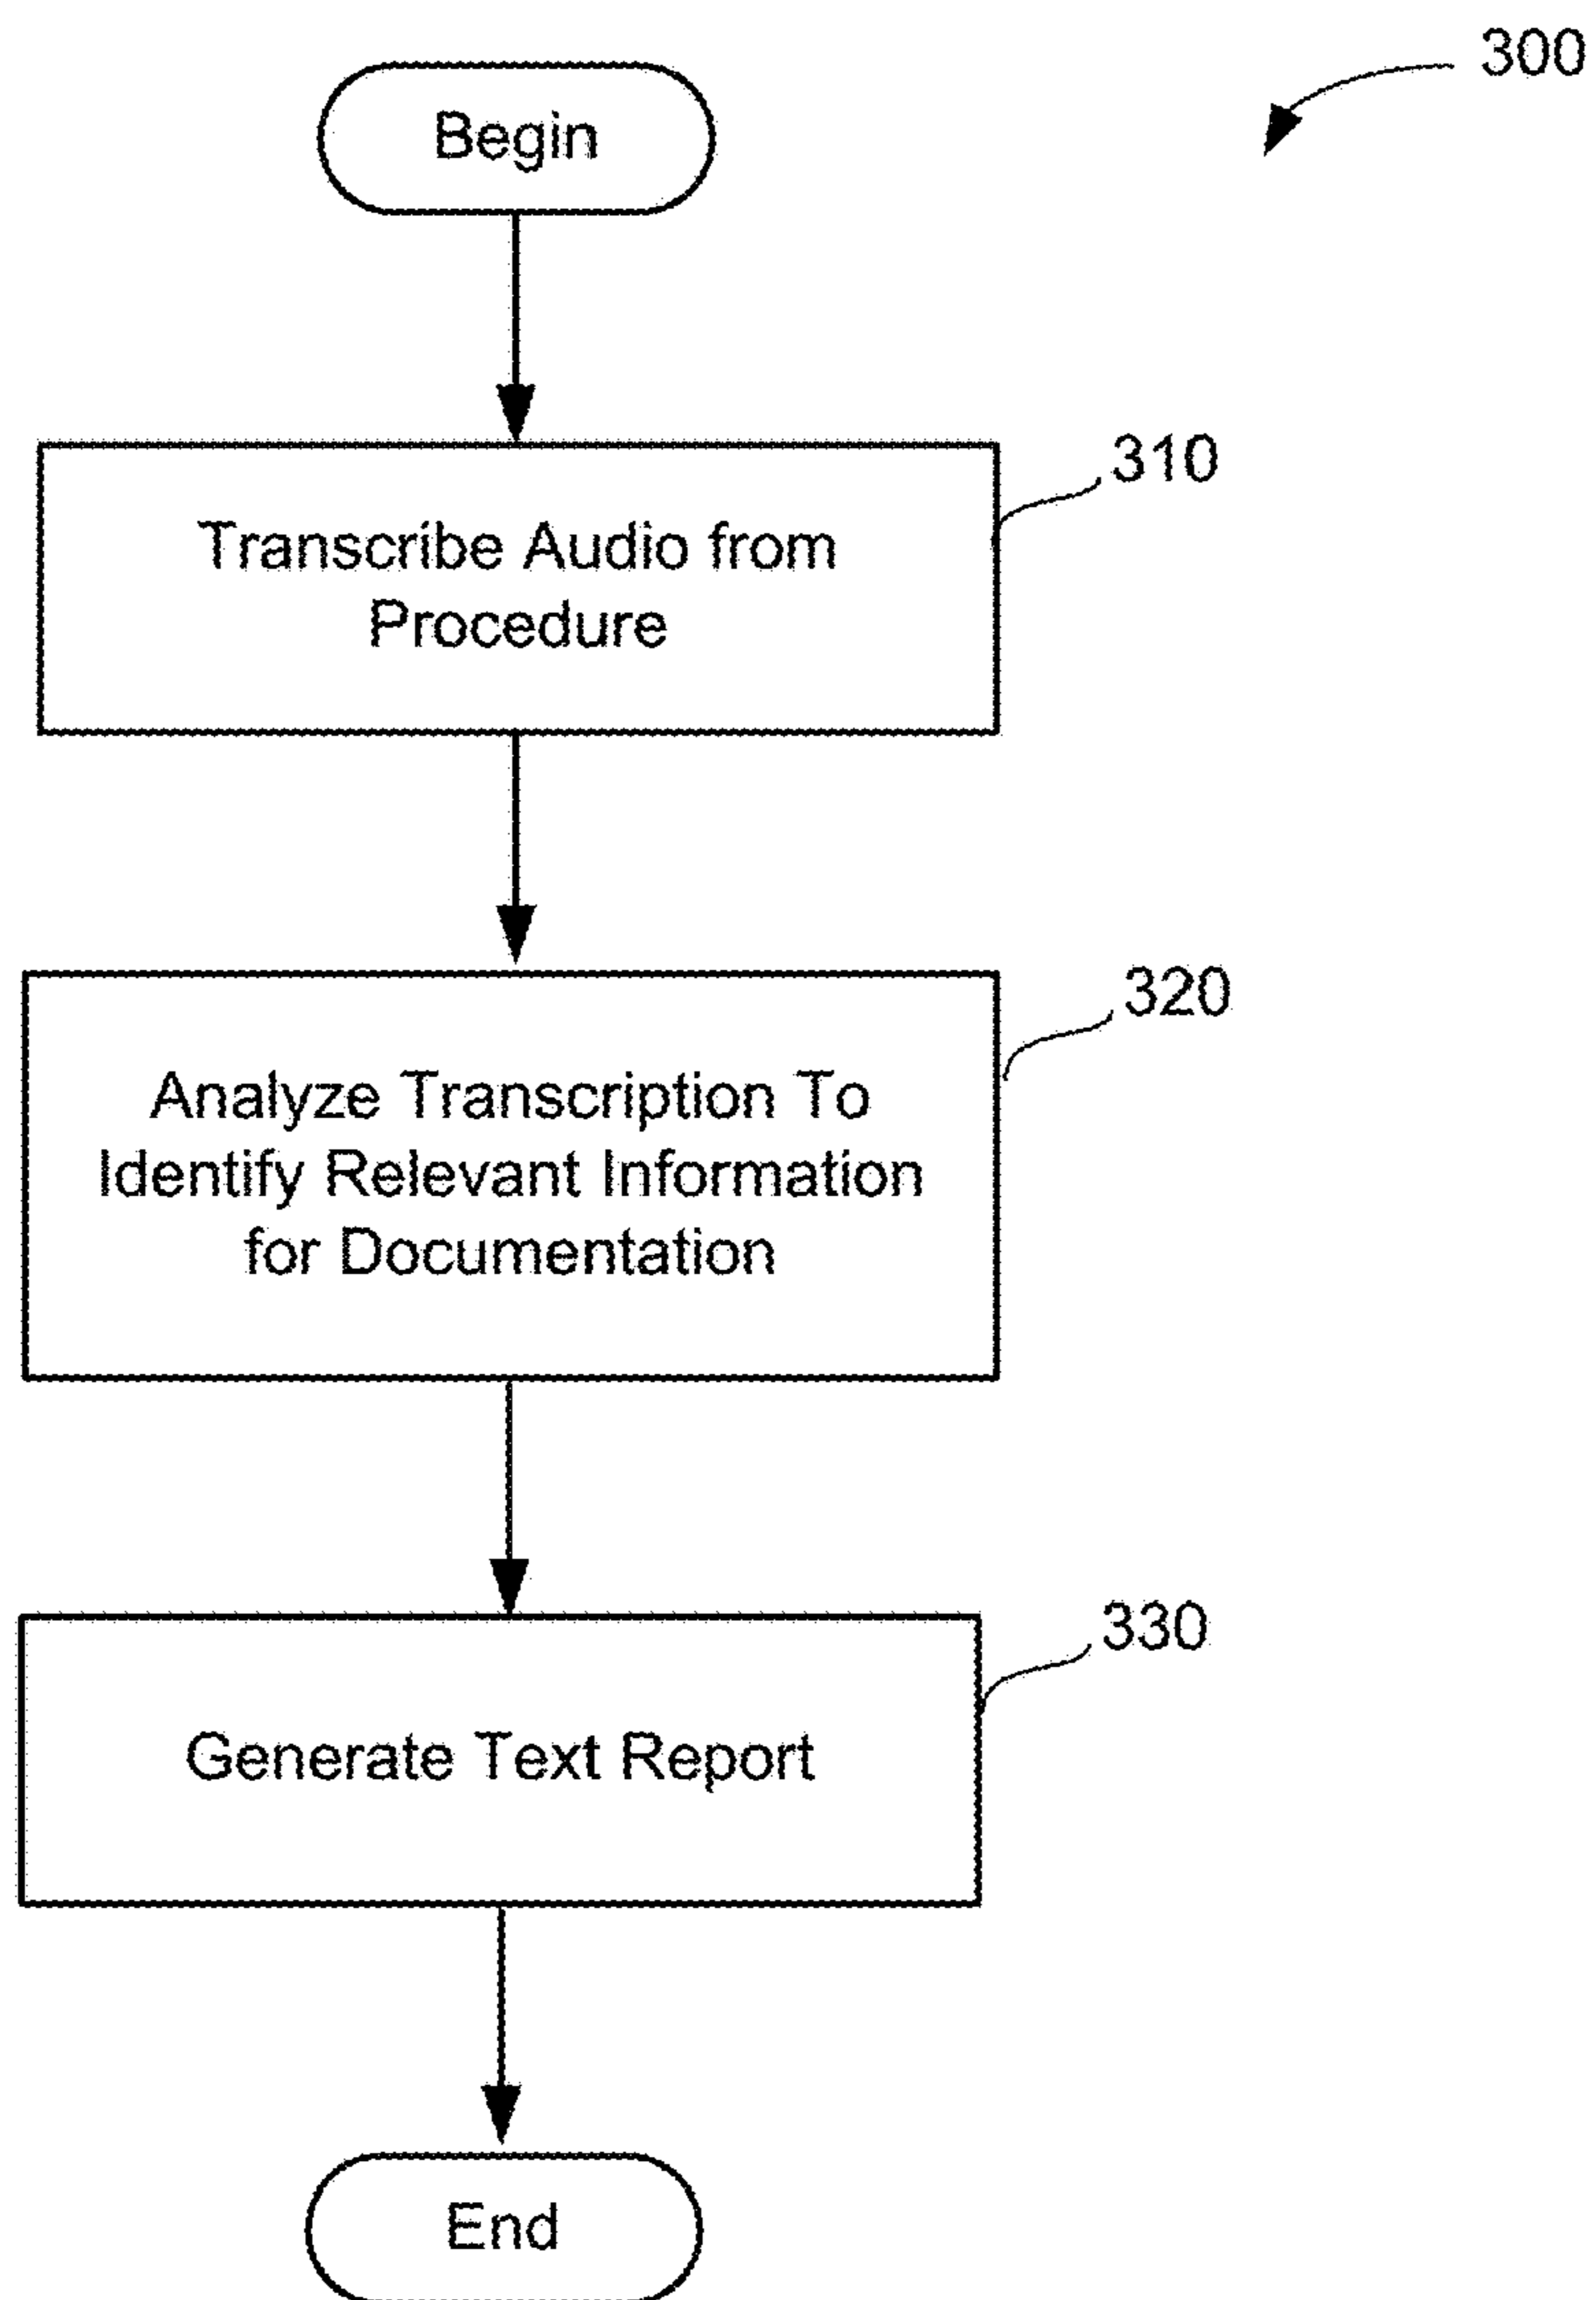 300
Begin
310
Transcribe Audio from
Procedure
320
Analyze Transcription To
Identify Relevant Information
for Documentation
330
Generate Text Report
End